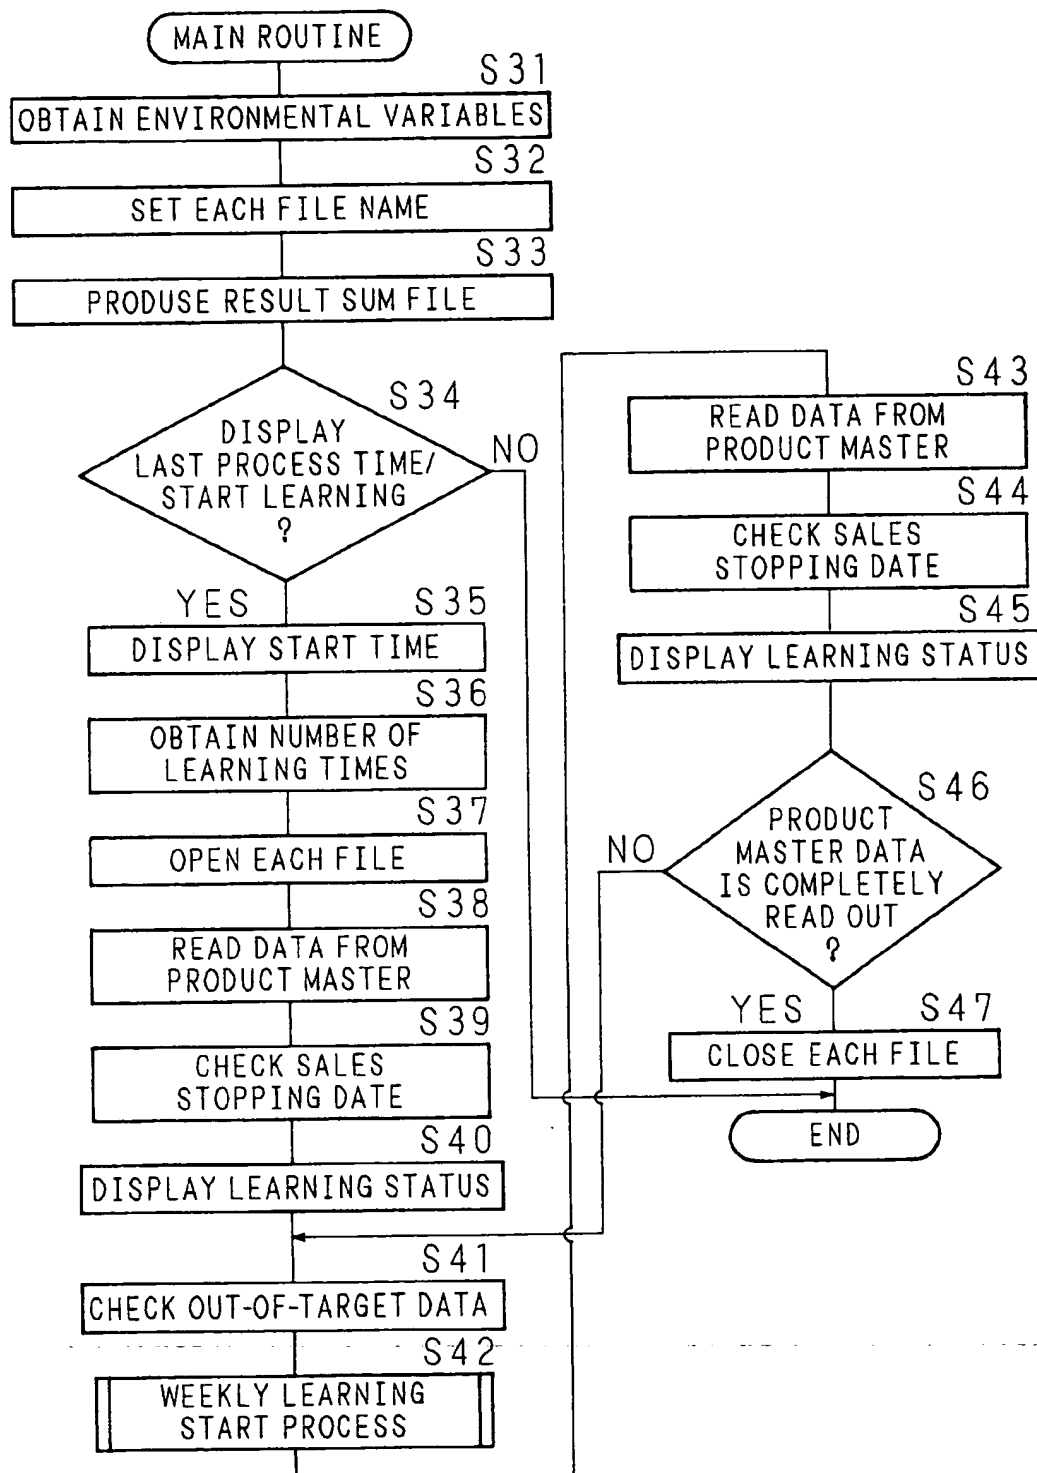 MAIN ROUTINE
S31
OBTAIN ENVIRONMENTAL VARIABLES
S32
SET EACH FILE NAME
S33
PRODUSE RESULT SUM FILE
S34
DISPLAY
LAST PROCESS TIME/
START LEARNING
?
NO
YES
S35
DISPLAY START TIME
S36
OBTAIN NUMBER OF
LEARNING TIMES
S37
OPEN EACH FILE
S38
READ DATA FROM
PRODUCT MASTER
S39
CHECK SALES
STOPPING DATE
S40
DISPLAY LEARNING STATUS
S41
CHECK OUT-OF-TARGET DATA
S42
WEEKLY LEARNING
START PROCESS
S43
READ DATA FROM
PRODUCT MASTER
S44
CHECK SALES
STOPPING DATE
S45
DISPLAY LEARNING STATUS
S46
PRODUCT
MASTER DATA
IS COMPLETELY
READ OUT
?
NO
YES
S47
CLOSE EACH FILE
END